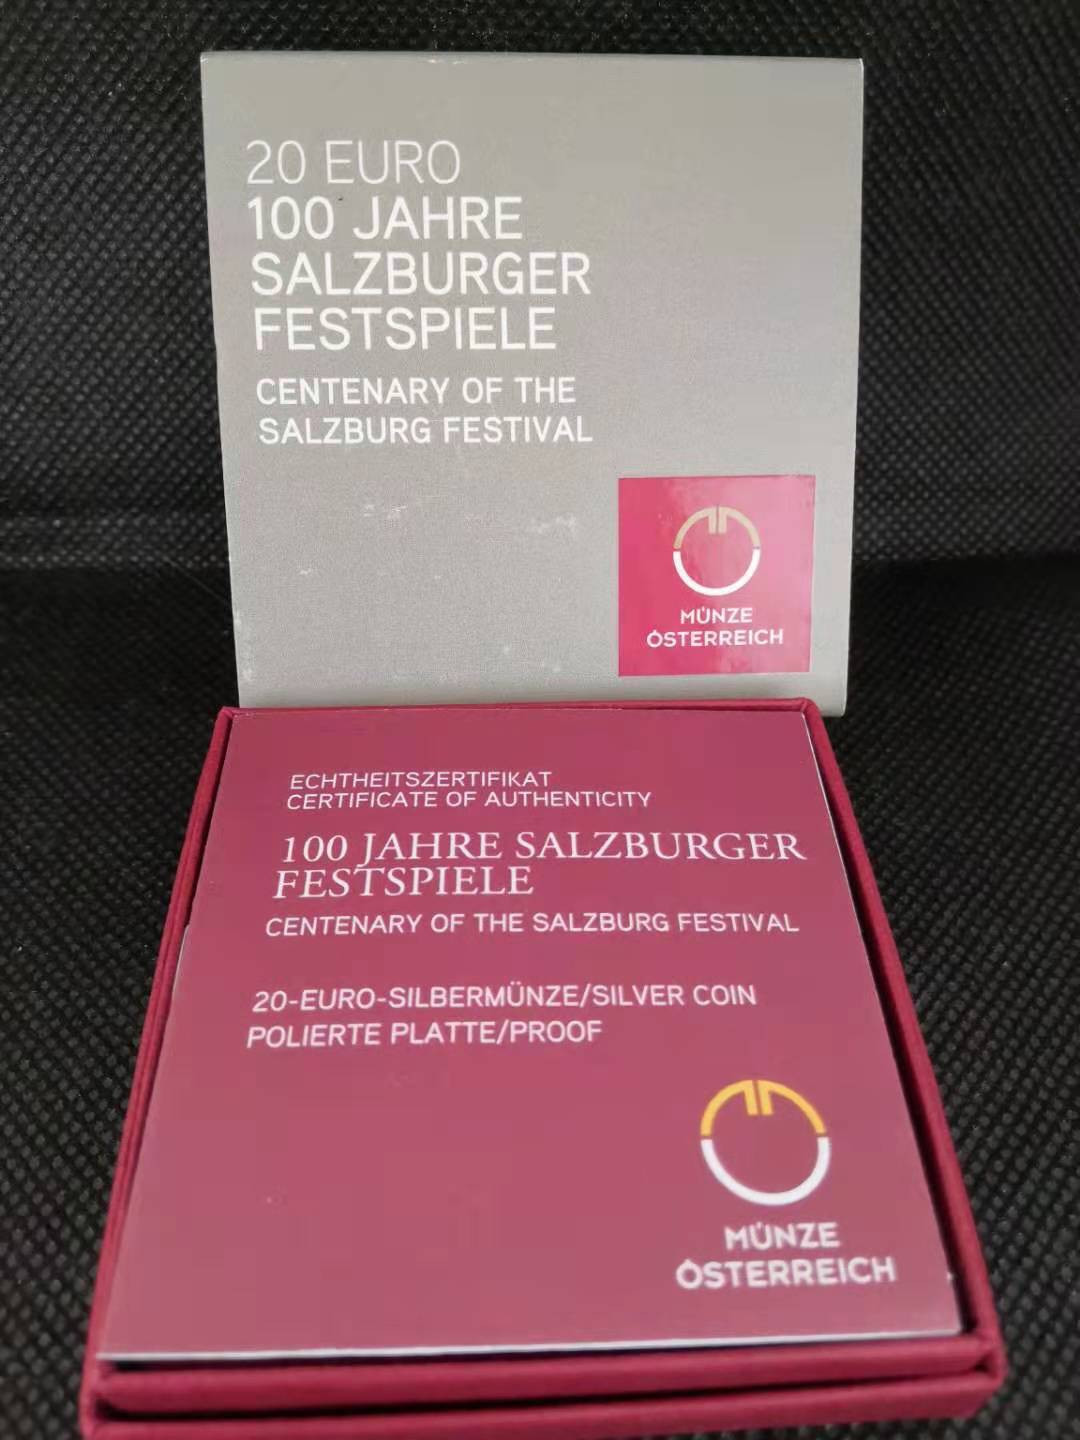 20 EURO
100 JAHRE
SALZBURGER
FESTSPIELE
CENTENARY OF THE
SALZBURG FESTIVAL
MÜNZE
ÖSTERREICH
ECHTHEITSZERTIFIKAT
CERTIFICATE OF AUTHENTICITY
100 JAHRE SALZBURGER
FESTSPIELE
CENTENARY OF THE SALZBURG FESTIVAL
20-EURO-SILBERMÜNZE/SILVER COIN
POLIERTE PLATTE/PROOF
MÜNZE
ÖSTERREICH